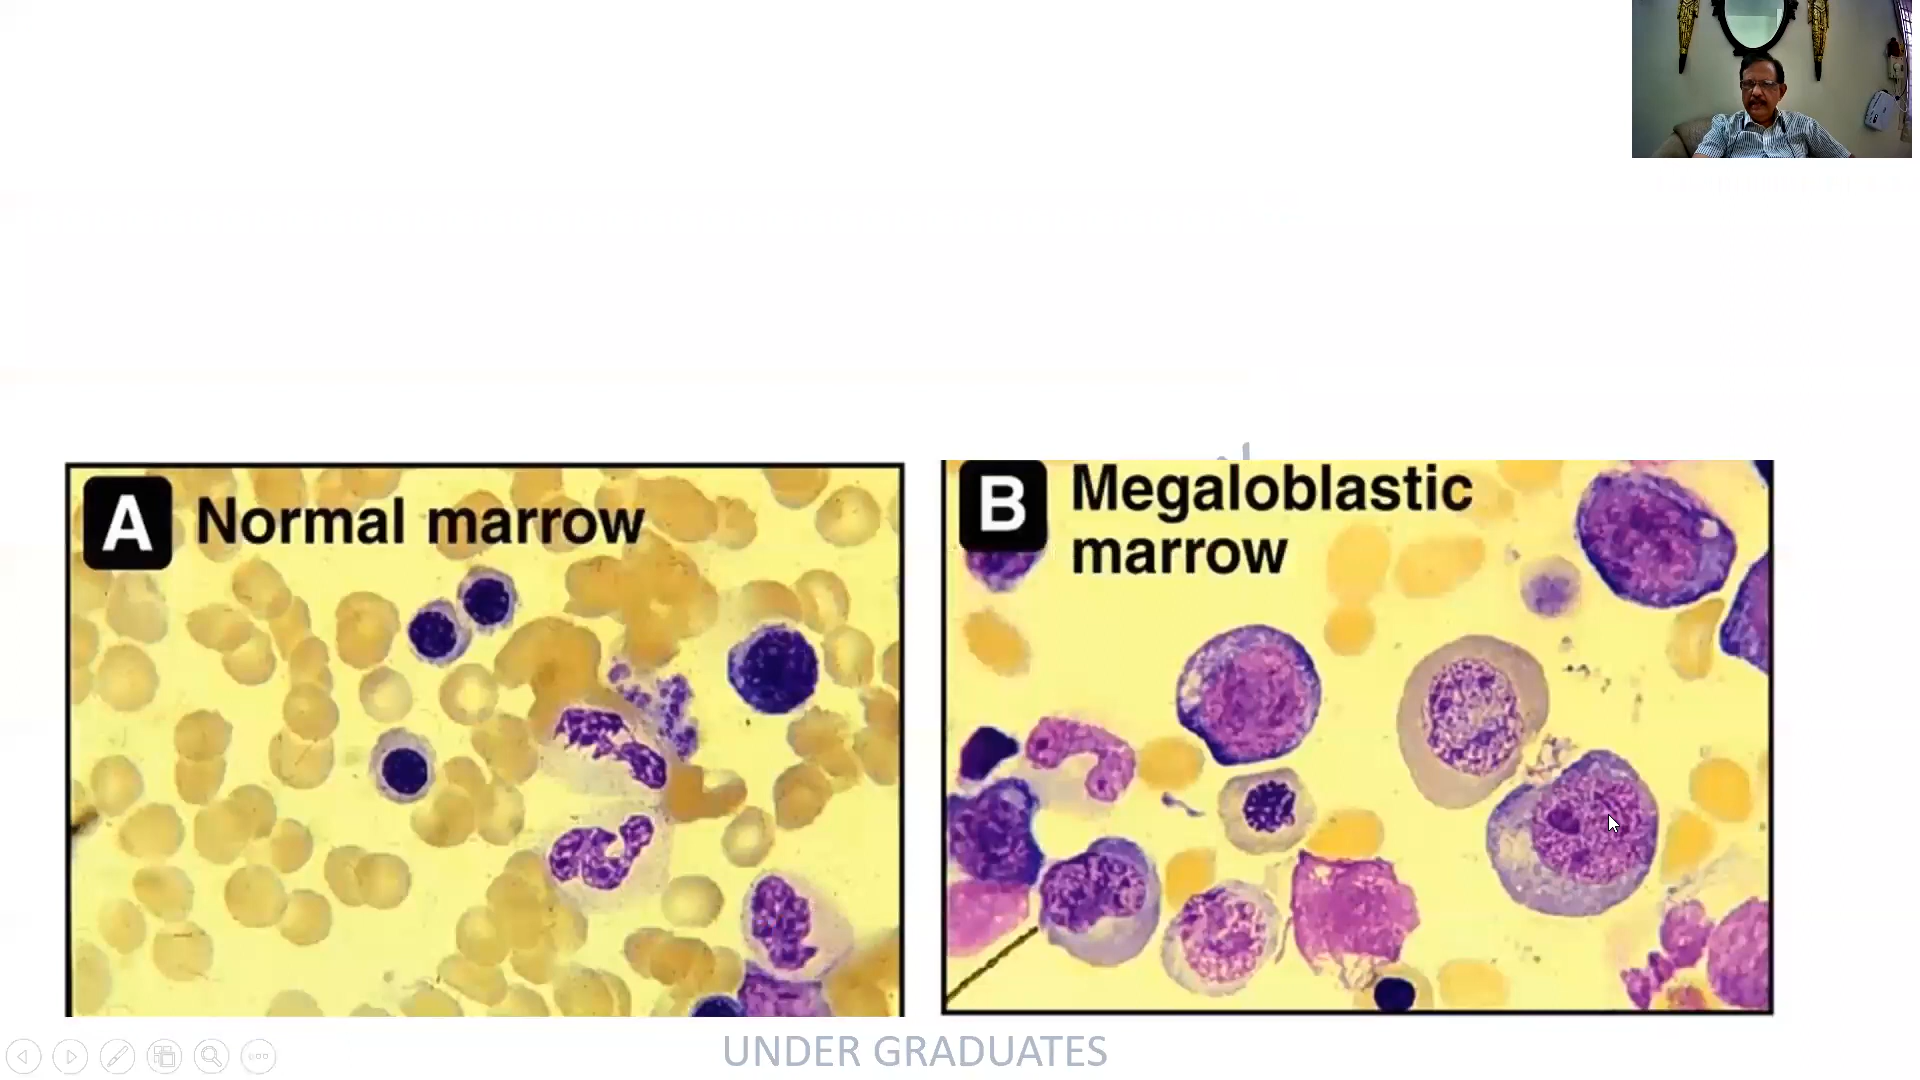 A Normal marrow
B Megaloblastic
marrow
UNDER GRADUATES